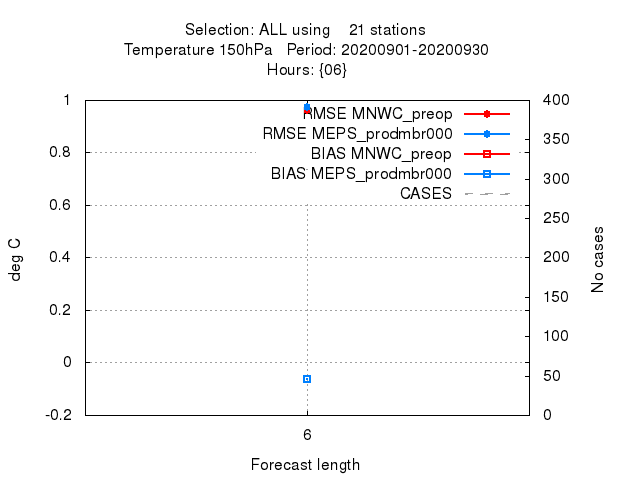 Selection: ALL using 21 stations
Temperature 150hPa Period: 20200901-20200930
Hours: {06}
1
0.8
0.6
0.4
0.2
0
-0.2
400
350
300
250
200
150
100
50
0
RMSE MNWC_preop
RMSE MEPS_prodmbr000
BIAS MNWC_preop
BIAS MEPS_prodmbr000
CASES
deg C
No cases
6
Forecast length